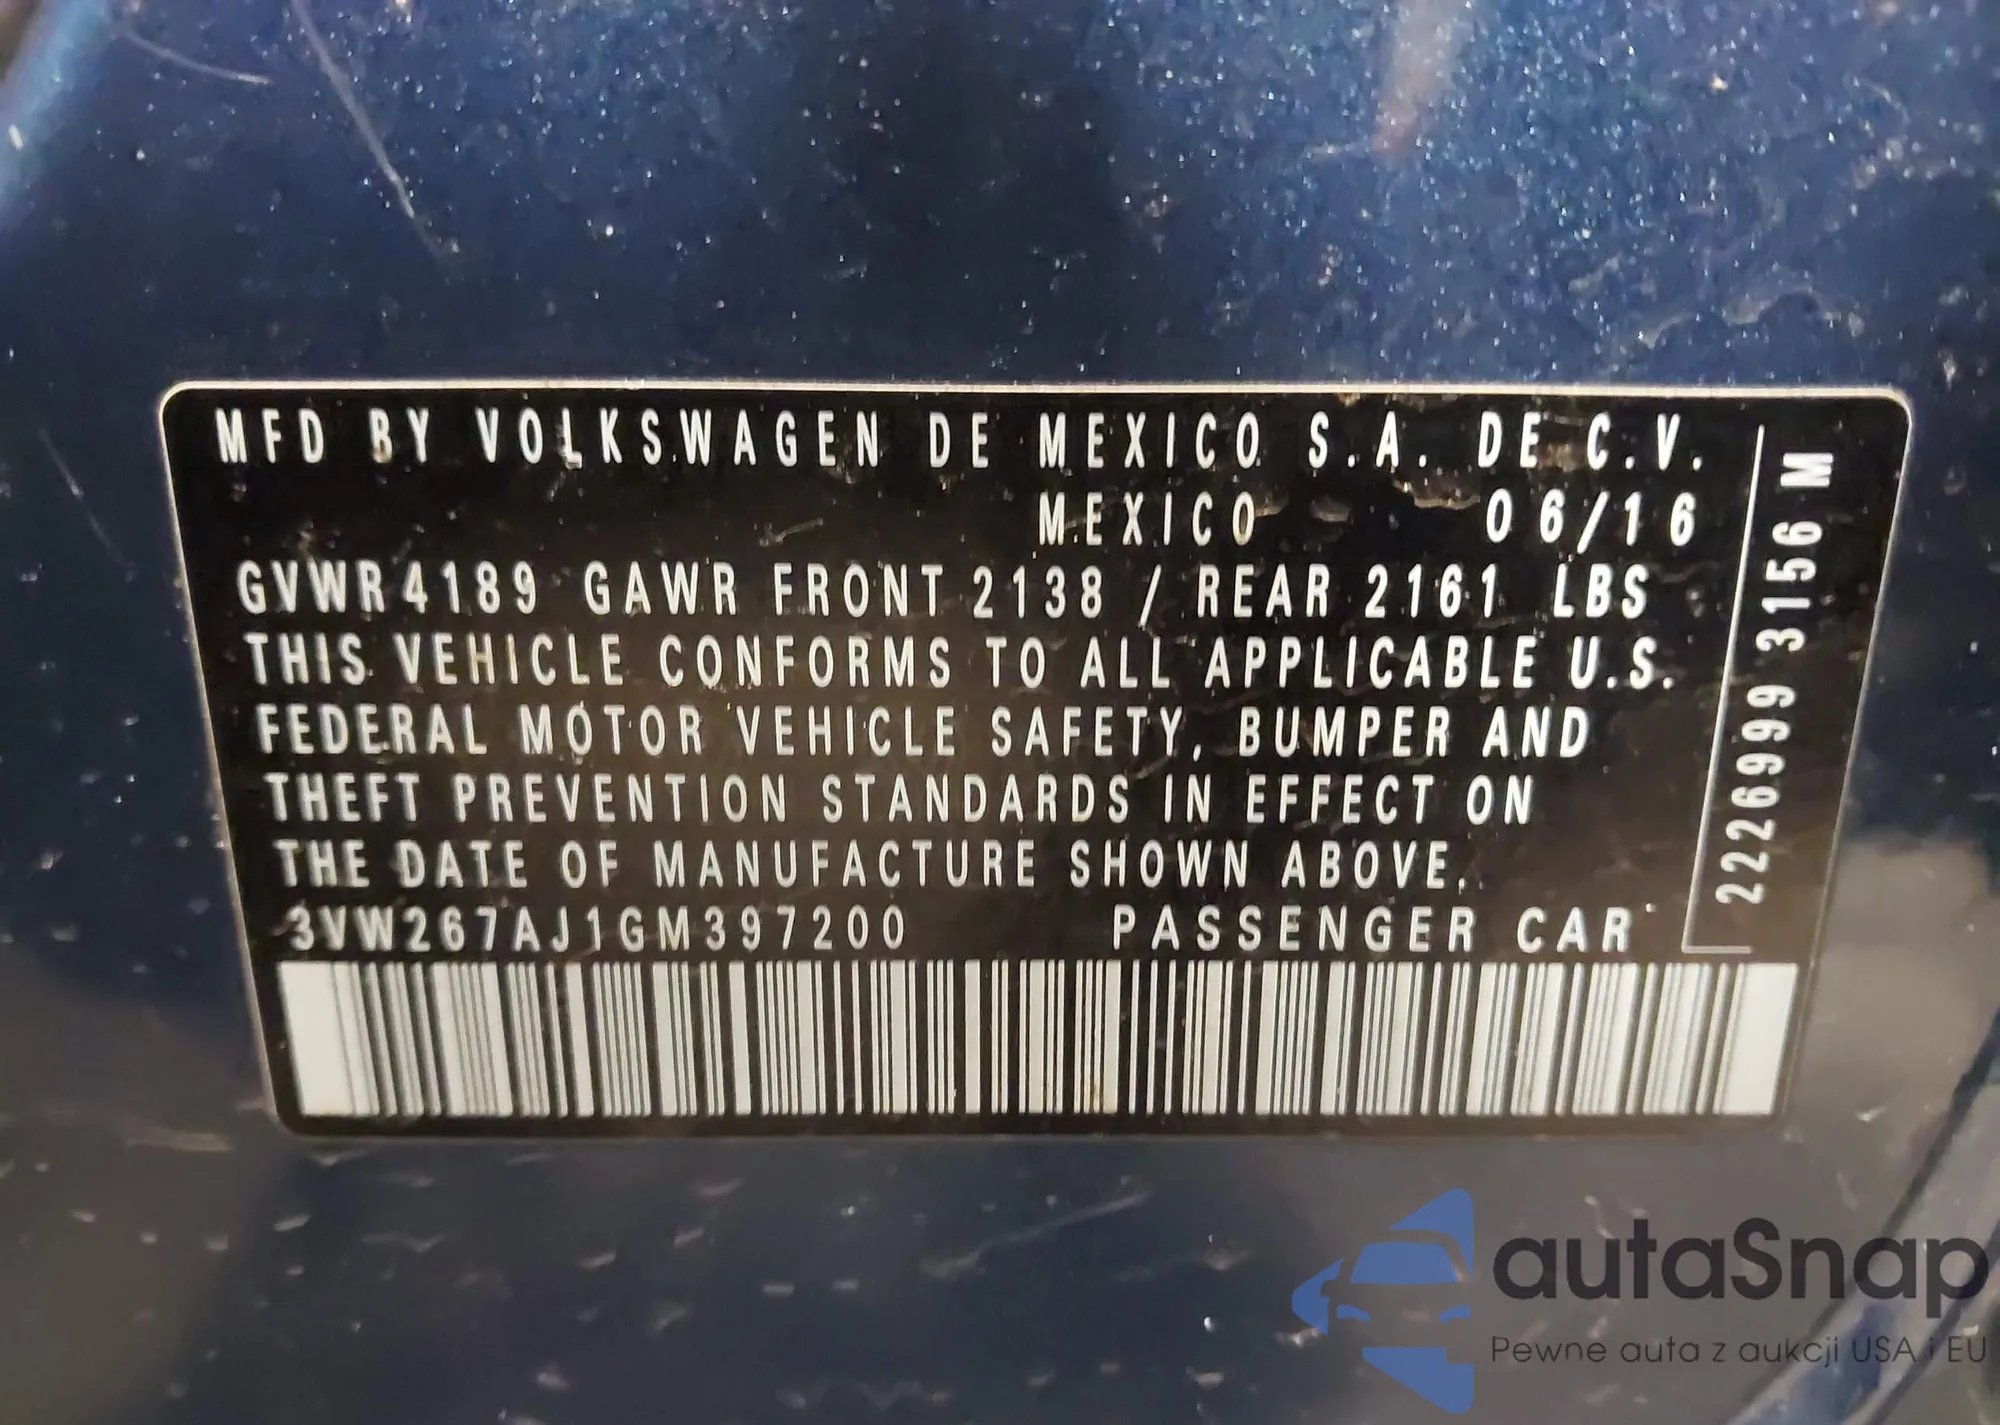 MFD BY VOLKSWAGEN DE MEXICO S.A. DE C.V.
MEXICO 06/16
GVWR 4189 GAWR FRONT 2138 / REAR 2161 LBS
THIS VEHICLE CONFORMS TO ALL APPLICABLE U.S.
FEDERAL MOTOR VEHICLE SAFETY, BUMPER AND
THEFT PREVENTION STANDARDS IN EFFECT ON
THE DATE OF MANUFACTURE SHOWN ABOVE.
3VW267AJ1GM397200 PASSENGER CAR
2226999 3156 M
autaSnap
Pewne auta z aukcji USA i EU